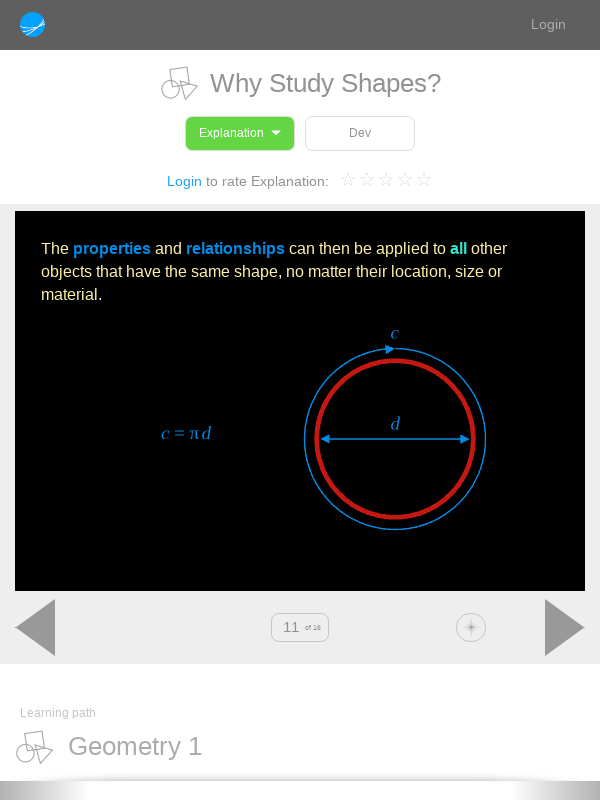 Login
Why Study Shapes?
Explanation
Dev
Login to rate Explanation:
The properties and relationships can then be applied to all other
objects that have the same shape, no matter their location, size or
material.
c
d
c = π d
11 of 16
Learning path
Geometry 1